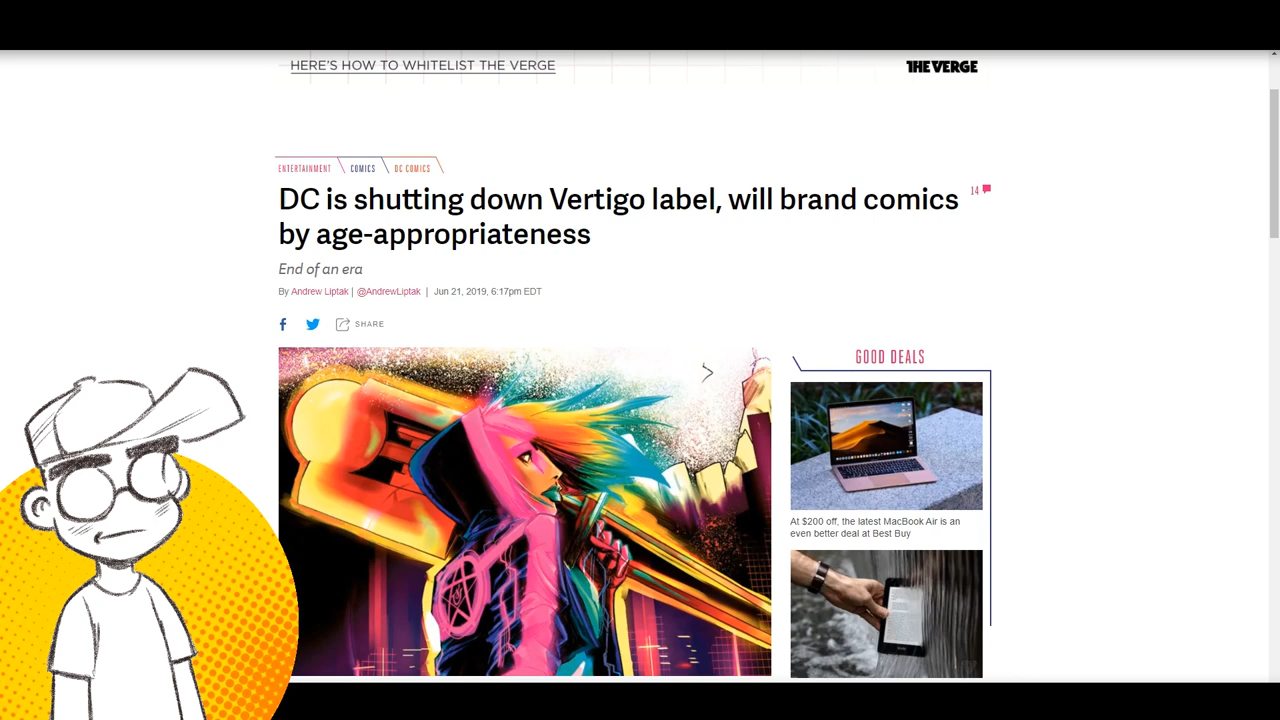 HERE'S HOW TO WHITELIST THE VERGE
THE VERGE
ENTERTAINMENT COMICS DC COMICS
DC is shutting down Vertigo label, will brand comics
by age-appropriateness
14
End of an era
By Andrew Liptak | @AndrewLiptak | Jun 21, 2019, 6:17pm EDT
SHARE
GOOD DEALS
At $200 off, the latest MacBook Air is an
even better deal at Best Buy